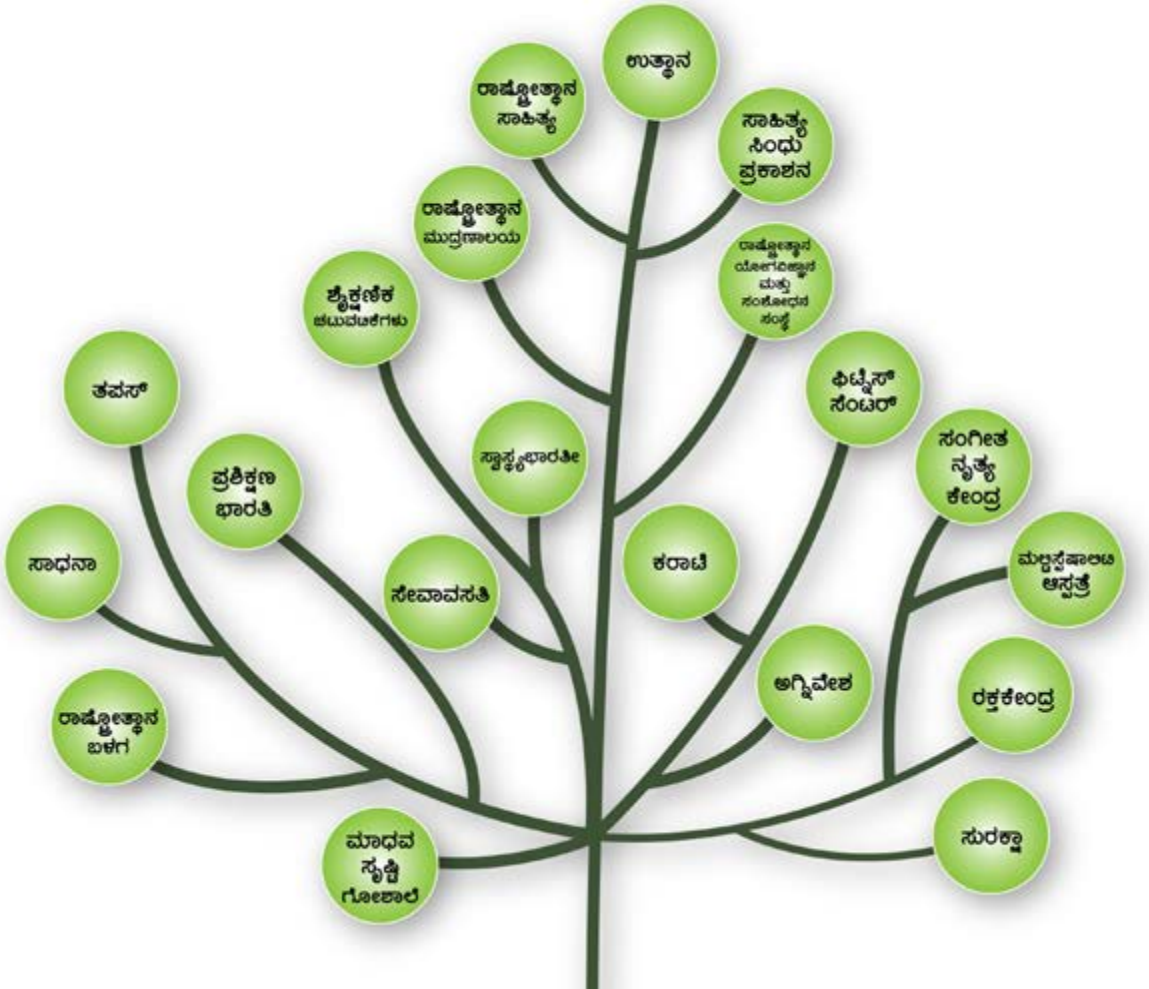 ಉತ್ಥಾನ
ರಾಷ್ಟ್ರೋತ್ಥಾನ
ಸಾಹಿತ್ಯ
ಸಾಹಿತ್ಯ
ಸಿಂಧು
ಪ್ರಕಾಶನ
ರಾಷ್ಟ್ರೋತ್ಥಾನ
ಮುದ್ರಣಾಲಯ
ರಾಷ್ಟ್ರೋತ್ಥಾನ
ಯೋಗವಿಜ್ಞಾನ
ಮತ್ತು
ಸಂಶೋಧನ
ಸಂಸ್ಥೆ
ಶೈಕ್ಷಣಿಕ
ಚಟುವಟಿಕೆಗಳು
ತಪಸ್
ಫಿಟ್ನೆಸ್
ಸೆಂಟರ್
ಸ್ವಾಸ್ಥ್ಯಭಾರತೀ
ಸಂಗೀತ
ನೃತ್ಯ
ಕೇಂದ್ರ
ಪ್ರಶಿಕ್ಷಣ
ಭಾರತಿ
ಸಾಧನಾ
ಸೇವಾವಸತಿ
ಕರಾಟೆ
ಮಲ್ಟಿಸ್ಪೆಷಾಲಿಟಿ
ಆಸ್ಪತ್ರೆ
ಅಗ್ನಿವೇಶ
ರಕ್ತಕೇಂದ್ರ
ರಾಷ್ಟ್ರೋತ್ಥಾನ
ಬಳಗ
ಮಾಧವ
ಸೃಷ್ಟಿ
ಗೋಶಾಲೆ
ಸುರಕ್ಷಾ